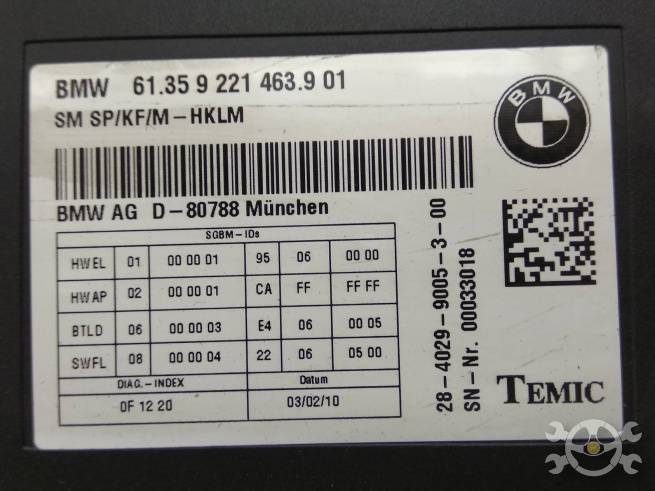 BMW 61.35 9 221 463.9 01
SM SP/KF/M-HKLM
BMW
BMW AG D-80788 München
SGBM-IDs
HWEL 01 00 00 01 95 06 00 00
HWAP 02 00 00 01 CA FF FF FF
BTLD 06 00 00 03 E4 06 00 05
SWFL 08 00 00 04 22 06 05 00
DIAG.-INDEX Datum
0F 12 20 03/02/10
28-4029-9005-3-00
SN-Nr. 00033018
TEMIC